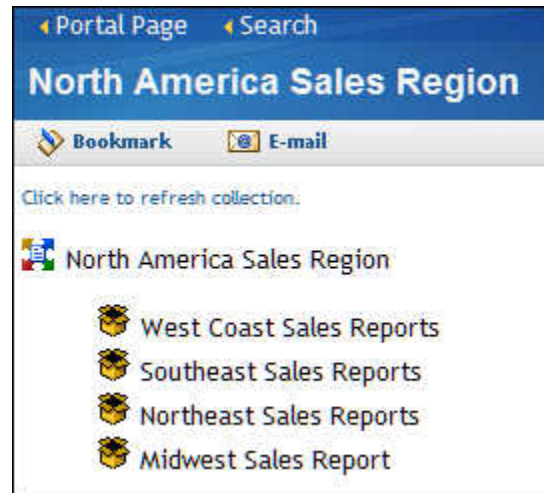 Portal Page Search
North America Sales Region
Bookmark E-mail
Click here to refresh collection.
North America Sales Region
West Coast Sales Reports
Southeast Sales Reports
Northeast Sales Reports
Midwest Sales Report